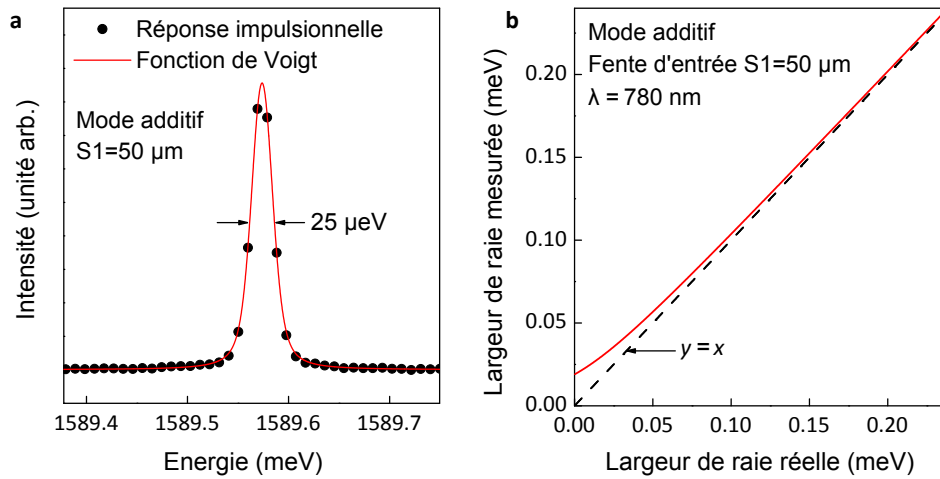 a
Réponse impulsionnelle
Fonction de Voigt
Mode additif
S1=50 µm
25 µeV
Intensité (unité arb.)
1589.4 1589.5 1589.6 1589.7
Energie (meV)
b
Mode additif
Fente d'entrée S1=50 µm
λ = 780 nm
y = x
Largeur de raie mesurée (meV)
0.20
0.15
0.10
0.05
0.00
0.00 0.05 0.10 0.15 0.20
Largeur de raie réelle (meV)